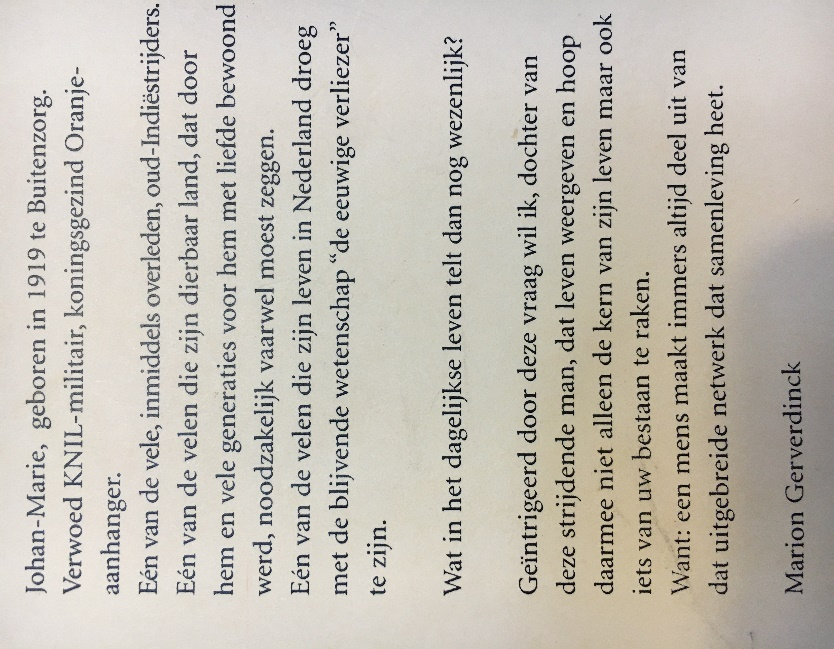 Johan-Marie, geboren in 1919 te Buitenzorg.
Verwoed KNIL-militair, koningsgezind Oranje-
aanhanger.
Eén van de vele, inmiddels overleden, oud-Indiëstrijders.
Eén van de velen die zijn dierbaar land, dat door
hem en vele generaties voor hem met liefde bewoond
werd, noodzakelijk vaarwel moest zeggen.
Eén van de velen die zijn leven in Nederland droeg
met de blijvende wetenschap “de eeuwige verliezer”
te zijn.
Wat in het dagelijkse leven telt dan nog wezenlijk?
Geïntrigeerd door deze vraag wil ik, dochter van
deze strijdende man, dat leven weergeven en hoop
daarmee niet alleen de kern van zijn leven maar ook
iets van uw bestaan te raken.
Want: een mens maakt immers altijd deel uit van
dat uitgebreide netwerk dat samenleving heet.
Marion Gerverdinck